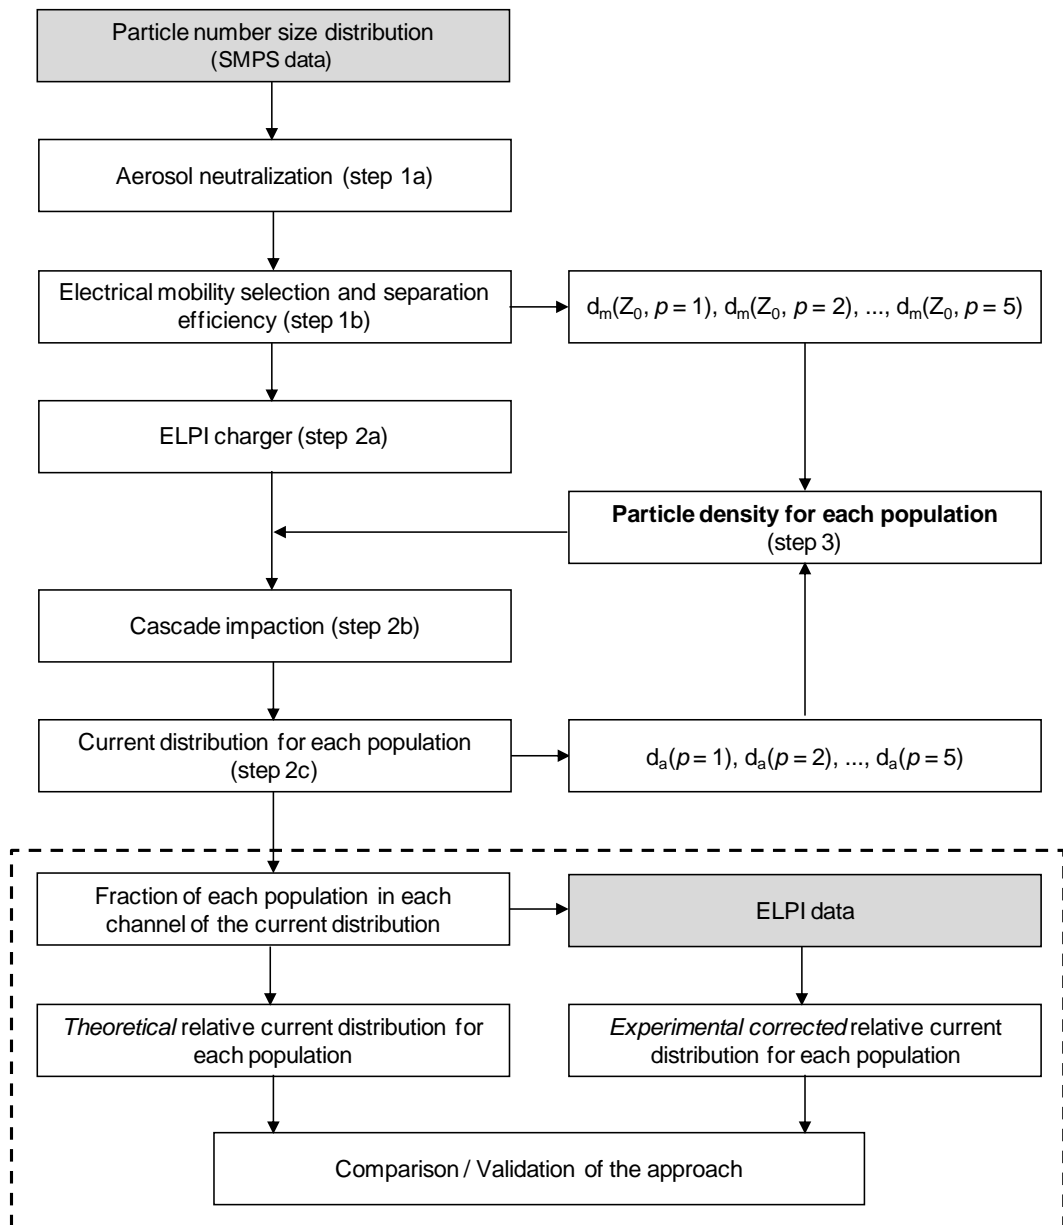 Particle number size distribution
(SMPS data)
Aerosol neutralization (step 1a)
Electrical mobility selection and separation
efficiency (step 1b)
dm(Z0, p = 1), dm(Z0, p = 2), ..., dm(Z0, p = 5)
ELPI charger (step 2a)
Particle density for each population
(step 3)
Cascade impaction (step 2b)
Current distribution for each population
(step 2c)
da(p = 1), da(p = 2), ..., da(p = 5)
Fraction of each population in each
channel of the current distribution
ELPI data
Theoretical relative current distribution for
each population
Experimental corrected relative current
distribution for each population
Comparison / Validation of the approach